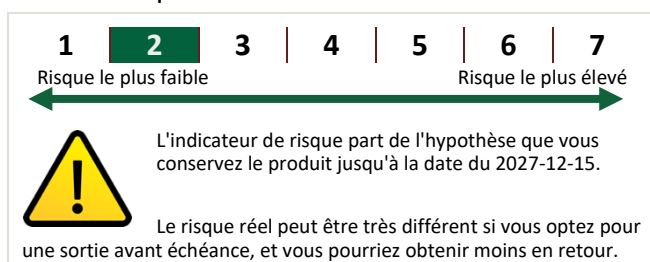 1 2 3 4 5 6 7
Risque le plus faible Risque le plus élevé
L'indicateur de risque part de l'hypothèse que vous
conservez le produit jusqu'à la date du 2027-12-15.
Le risque réel peut être très différent si vous optez pour
une sortie avant échéance, et vous pourriez obtenir moins en retour.